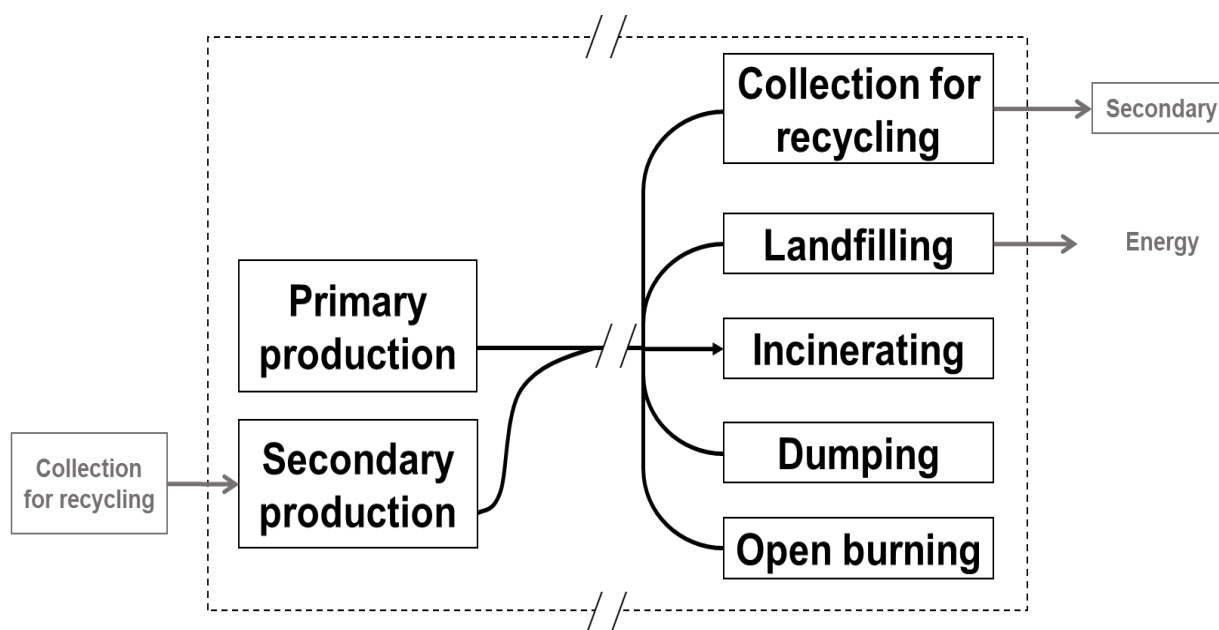 Collection for
recycling
Secondary
Landfilling
Energy
Primary
production
Incinerating
Secondary
production
Collection
for recycling
Dumping
Open burning